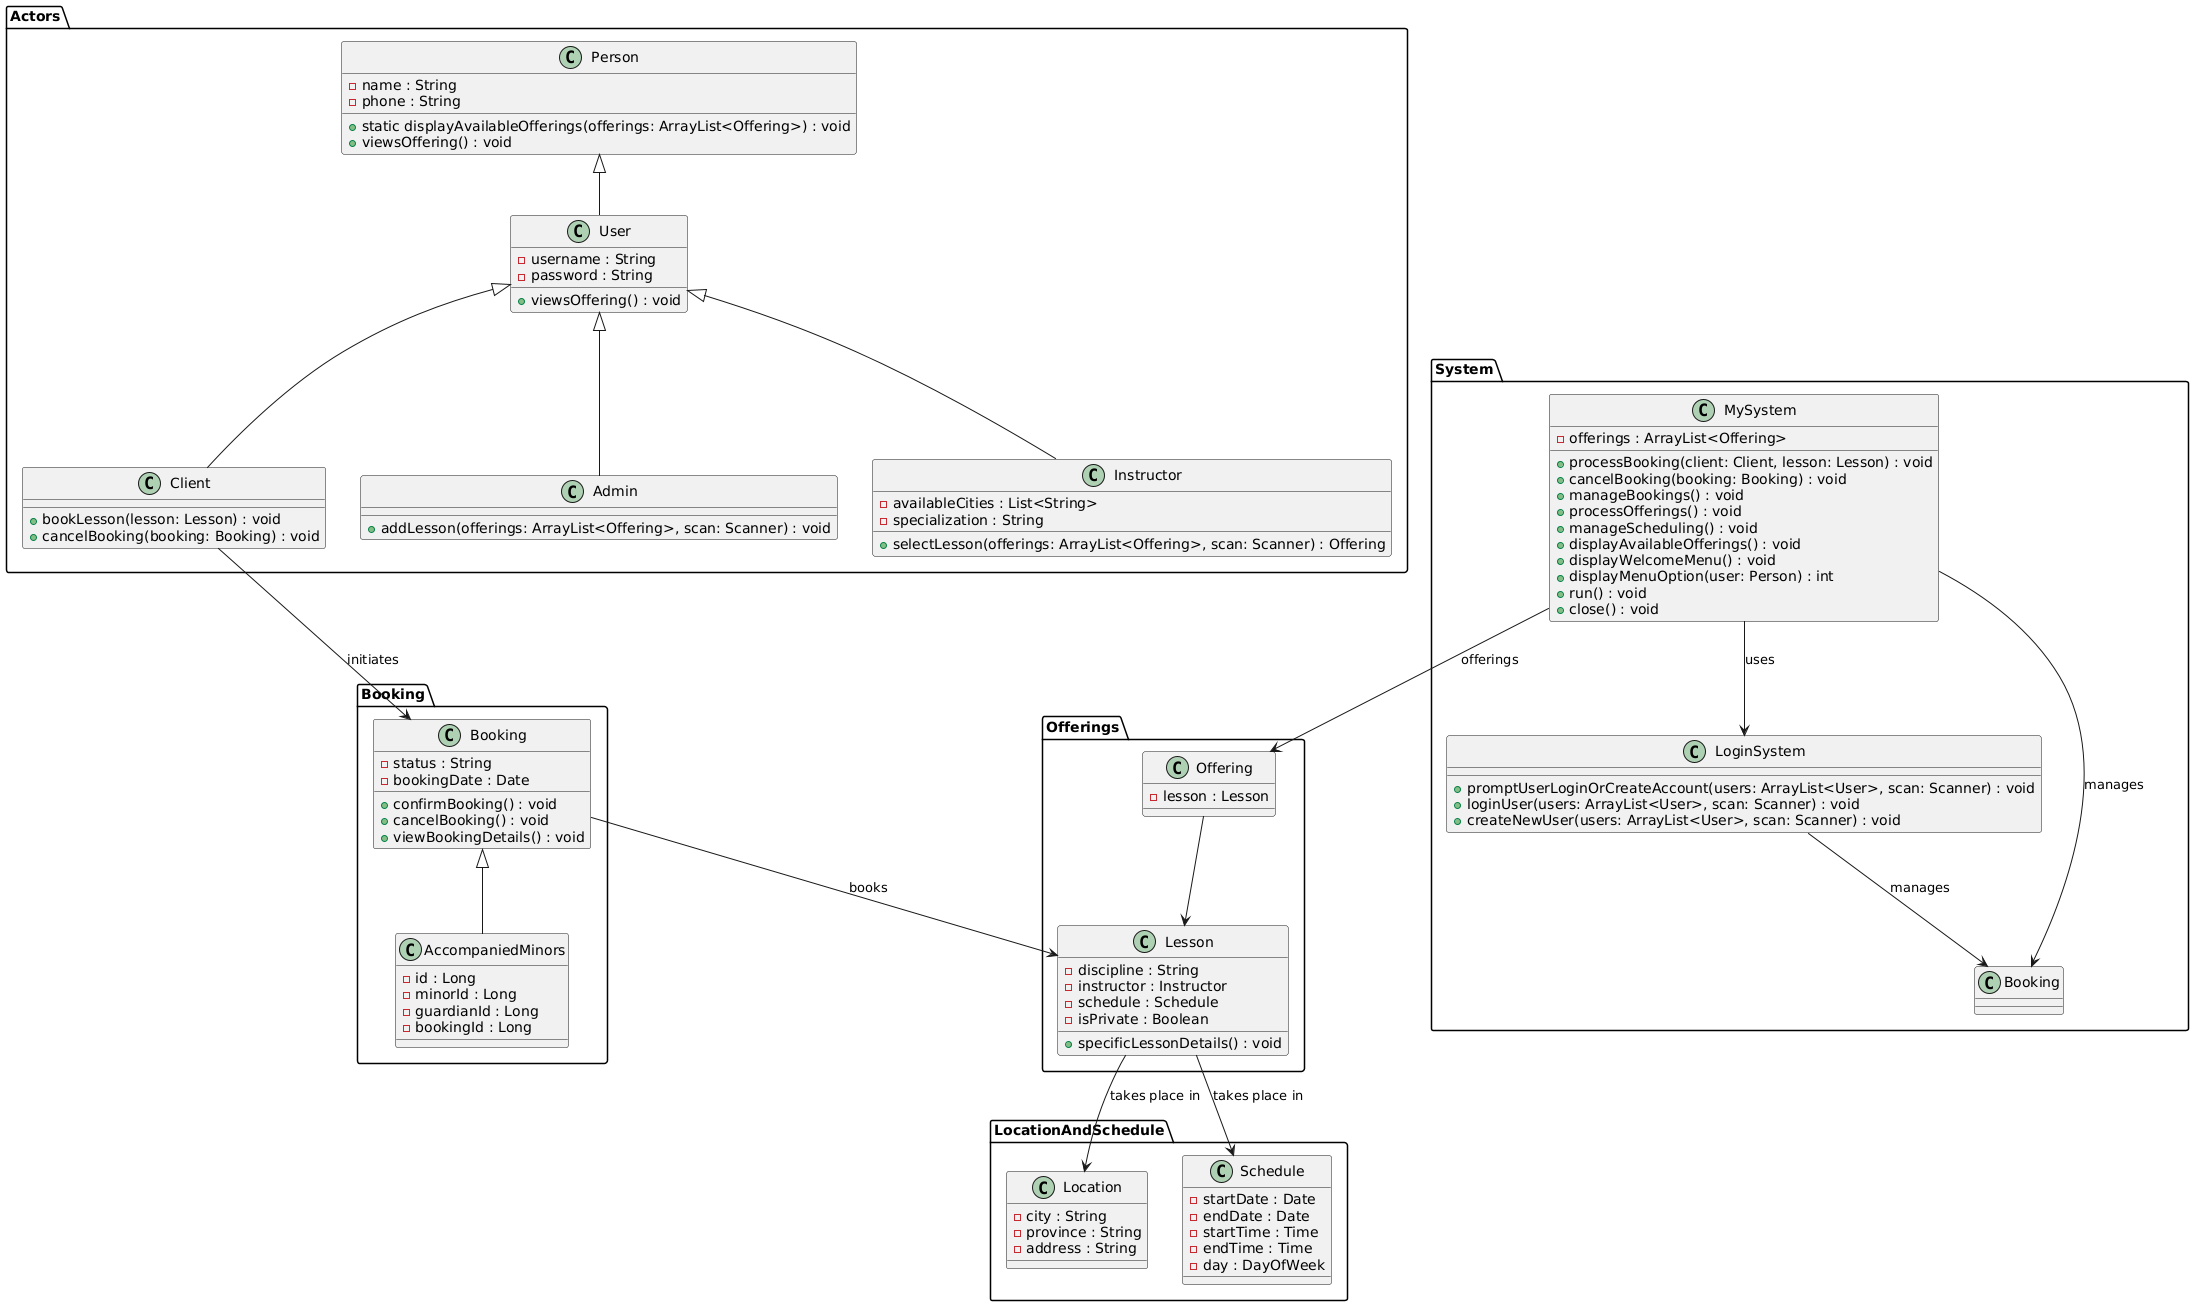 Actors
C Person
name : String
phone : String
static displayAvailableOfferings(offerings: ArrayList<Offering>) : void
viewsOffering() : void
C User
username : String
password : String
viewsOffering() : void
C Client
bookLesson(lesson: Lesson) : void
cancelBooking(booking: Booking) : void
C Admin
addLesson(offerings: ArrayList<Offering>, scan: Scanner) : void
C Instructor
availableCities : List<String>
specialization : String
selectLesson(offerings: ArrayList<Offering>, scan: Scanner) : Offering
System
C MySystem
offerings : ArrayList<Offering>
processBooking(client: Client, lesson: Lesson) : void
cancelBooking(booking: Booking) : void
manageBookings() : void
processOfferings() : void
manageScheduling() : void
displayAvailableOfferings() : void
displayWelcomeMenu() : void
displayMenuOption(user: Person) : int
run() : void
close() : void
initiates
offerings
uses
manages
Booking
C Booking
status : String
bookingDate : Date
confirmBooking() : void
cancelBooking() : void
viewBookingDetails() : void
C AccompaniedMinors
id : Long
minorId : Long
guardianId : Long
bookingId : Long
books
Offerings
C Offering
lesson : Lesson
C Lesson
discipline : String
instructor : Instructor
schedule : Schedule
isPrivate : Boolean
specificLessonDetails() : void
C LoginSystem
promptUserLoginOrCreateAccount(users: ArrayList<User>, scan: Scanner) : void
loginUser(users: ArrayList<User>, scan: Scanner) : void
createNewUser(users: ArrayList<User>, scan: Scanner) : void
manages
C Booking
takes place in
takes place in
LocationAndSchedule
C Location
city : String
province : String
address : String
C Schedule
startDate : Date
endDate : Date
startTime : Time
endTime : Time
day : DayOfWeek